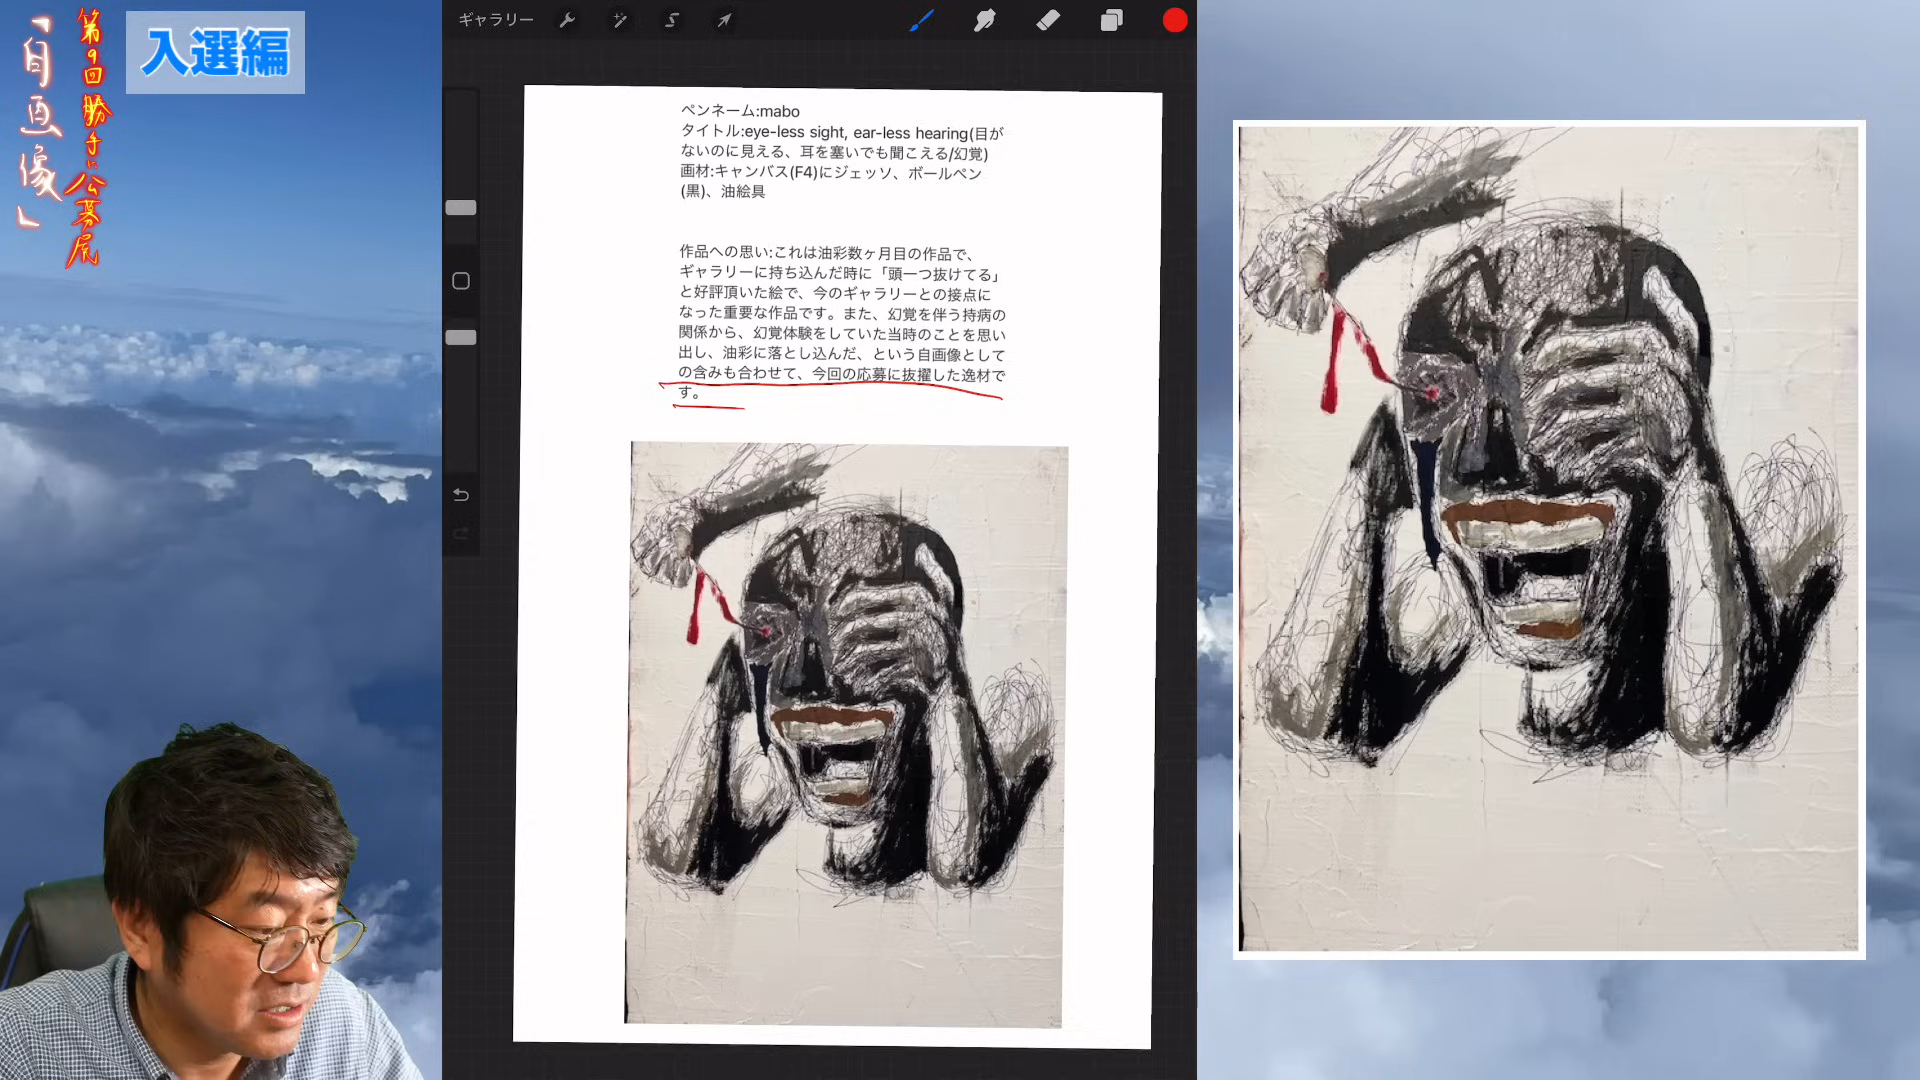 第9回勝手に公募展
「自画像」
入選編
ギャラリー
ペンネーム:mabo
タイトル:eye-less sight, ear-less hearing(目が
ないのに見える、耳を塞いでも聞こえる/幻覚)
画材:キャンバス(F4)にジェッソ、ボールペン
(黒)、油絵具
作品への思い:これは油彩数ヶ月目の作品で、
ギャラリーに持ち込んだ時に「頭一つ抜けてる」
と好評頂いた絵で、今のギャラリーとの接点に
なった重要な作品です。また、幻覚を伴う持病の
関係から、幻覚体験をしていた当時のことを思い
出し、油彩に落とし込んだ、という自画像として
の含みも合わせて、今回の応募に抜擢した逸材で
す。